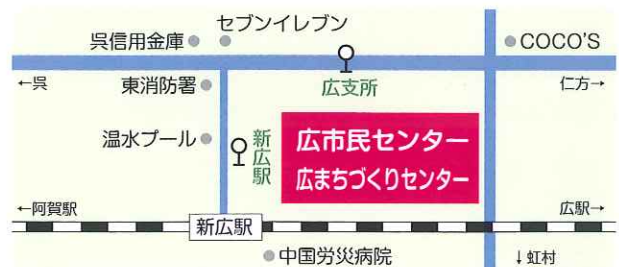 セブンイレブン
呉信用金庫
COCO'S
←呉
東消防署
広支所
仁方→
温水プール
新広駅
広市民センター
広まちづくりセンター
←阿賀駅
広駅→
新広駅
中国労災病院
↓虹村